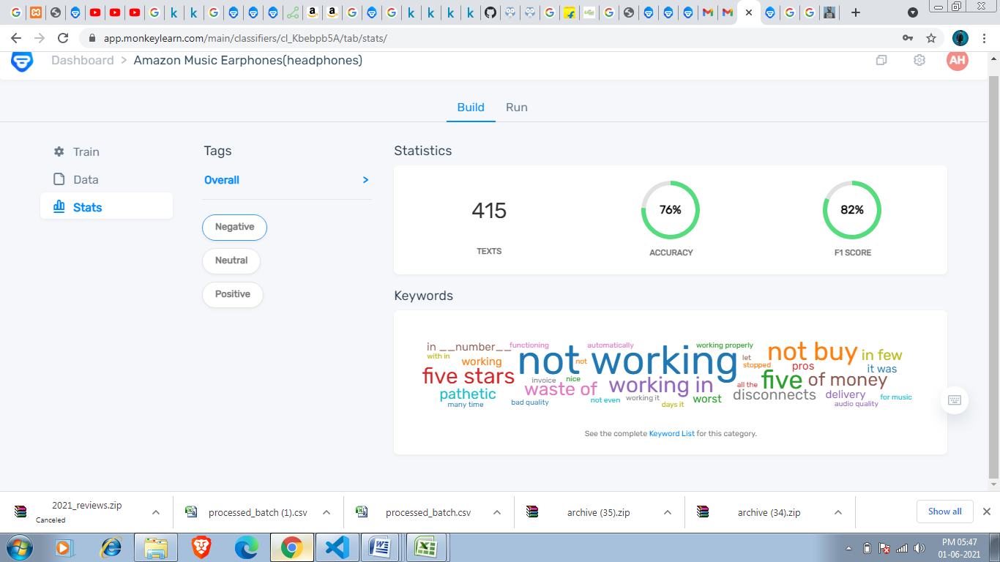 app.monkeylearn.com/main/classifiers/cl_Kbebpb5A/tab/stats/
Dashboard > Amazon Music Earphones(headphones)
AH
Build Run
Train
Data
Stats
Tags
Overall >
Negative
Neutral
Positive
Statistics
415
TEXTS
76%
ACCURACY
82%
F1 SCORE
Keywords
in __number__ functioning automatically working properly not buy in few
with in working not working not let stopped pros it was
five stars invoice nice waste of working in all the five of money
pathetic many time bad quality not even working it days it worst disconnects delivery audio quality for music
See the complete Keyword List for this category.
2021_reviews.zip
Canceled
processed_batch (1).csv
processed_batch.csv
archive (35).zip
archive (34).zip
Show all
PM 05:47
01-06-2021